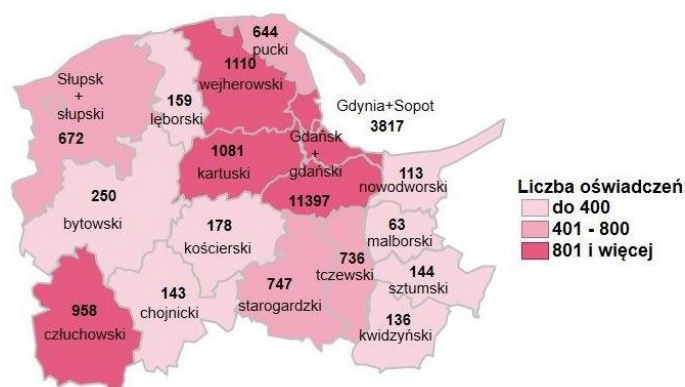 644
pucki
1110
wejherowski
Słupsk
+
słupski
672
159
lęborski
Gdynia+Sopot
3817
Gdańsk
+
gdański
11397
1081
kartuski
113
nowodworski
250
bytowski
178
kościerski
63
malborski
736
tczewski
747
starogardzki
144
sztumski
958
człuchowski
143
chojnicki
136
kwidzyński
Liczba oświadczeń:
do 400
401 - 800
801 i więcej